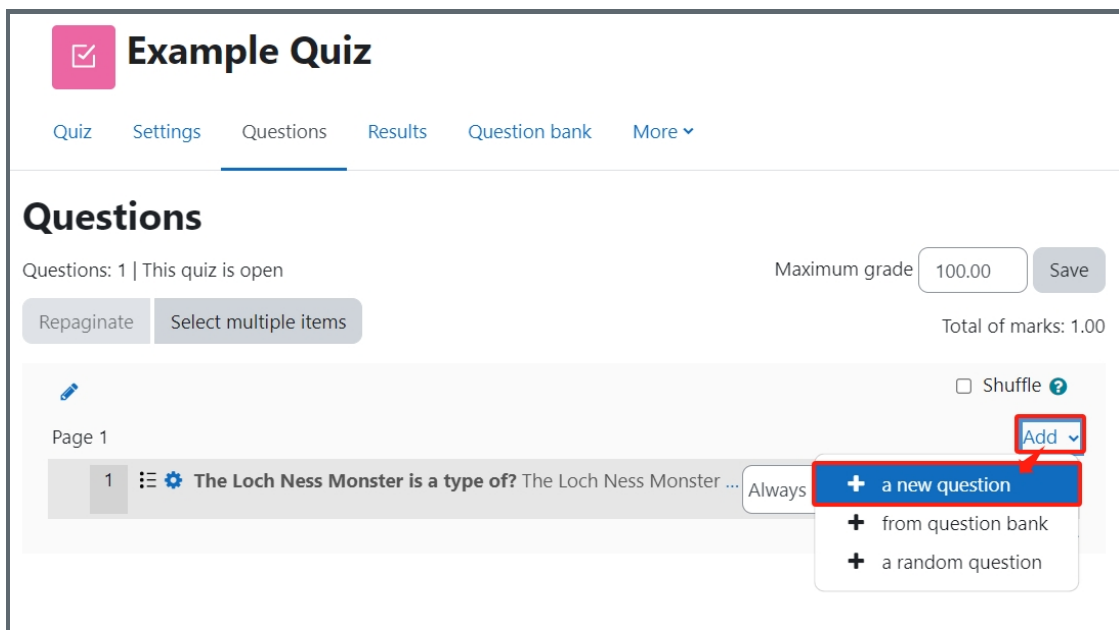 Example Quiz
Quiz Settings Questions Results Question bank More
Questions
Questions: 1 | This quiz is open
Maximum grade 100.00 Save
Repaginate Select multiple items
Total of marks: 1.00
Shuffle ?
Page 1
Add
1 The Loch Ness Monster is a type of? The Loch Ness Monster ... Always
+ a new question
+ from question bank
+ a random question